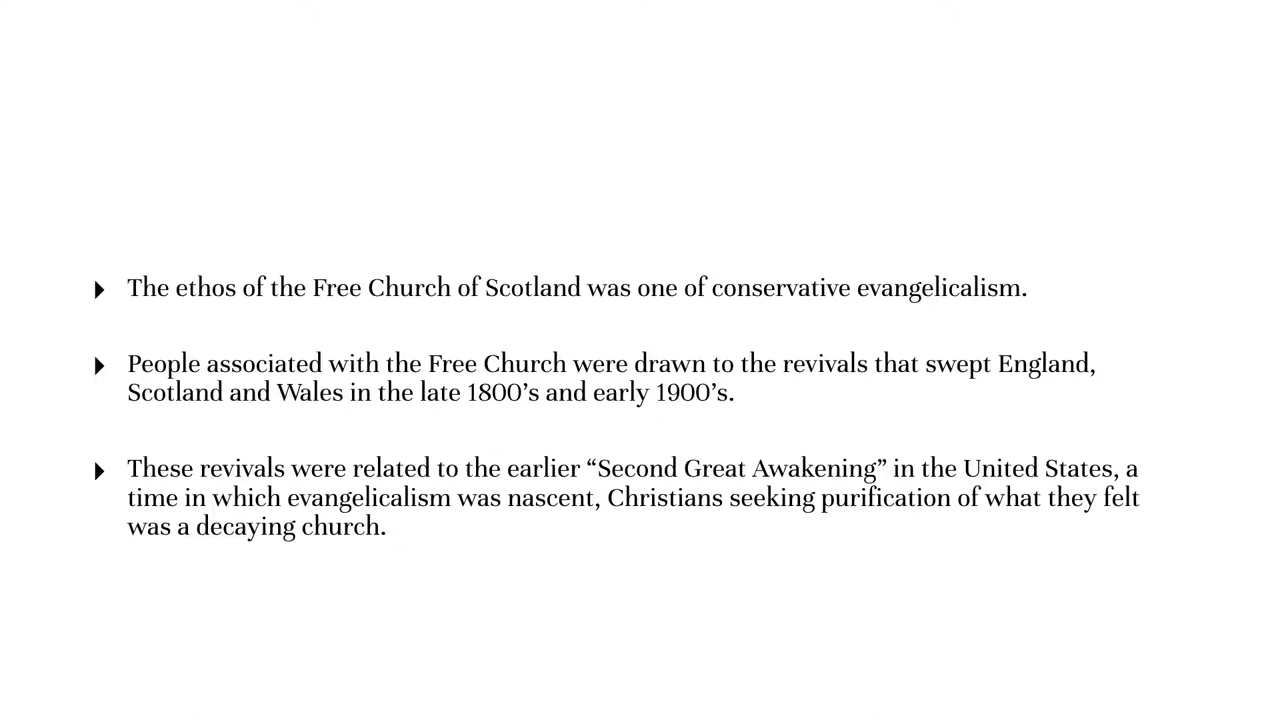 The ethos of the Free Church of Scotland was one of conservative evangelicalism.
People associated with the Free Church were drawn to the revivals that swept England,
Scotland and Wales in the late 1800’s and early 1900’s.
These revivals were related to the earlier “Second Great Awakening” in the United States, a
time in which evangelicalism was nascent, Christians seeking purification of what they felt
was a decaying church.